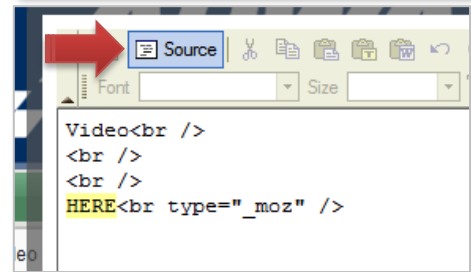 Source
Font Size
Video<br />
<br />
<br />
HERE<br type="_moz" />
eo